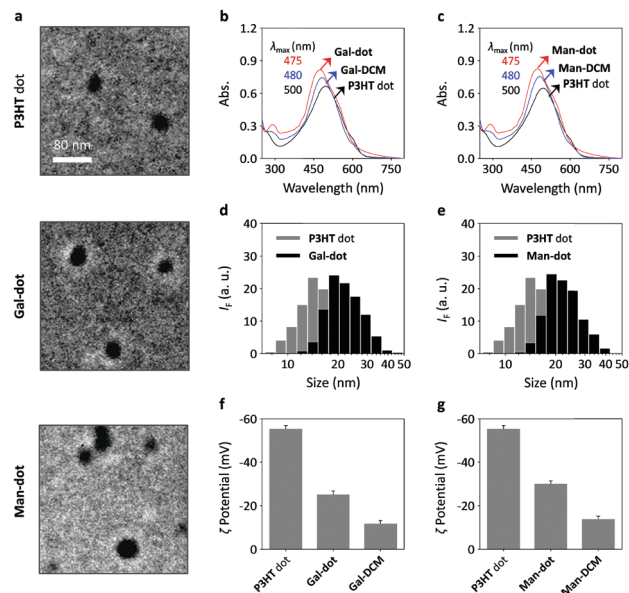 a
P3HT dot
80 nm
Gal-dot
Man-dot
b
1.2
0.9
0.6
0.3
0
Abs.
λmax (nm)
475
480
500
Gal-dot
Gal-DCM
P3HT dot
300 450 600 750
Wavelength (nm)
c
1.2
0.9
0.6
0.3
0
Abs.
λmax (nm)
475
480
500
Man-dot
Man-DCM
P3HT dot
300 450 600 750
Wavelength (nm)
d
40
30
20
10
0
IF (a. u.)
P3HT dot
Gal-dot
10 20 30 40 50
Size (nm)
e
40
30
20
10
0
IF (a. u.)
P3HT dot
Man-dot
10 20 30 40 50
Size (nm)
f
-60
-40
-20
0
ζ Potential (mV)
P3HT dot
Gal-dot
Gal-DCM
g
-60
-40
-20
0
ζ Potential (mV)
P3HT dot
Man-dot
Man-DCM